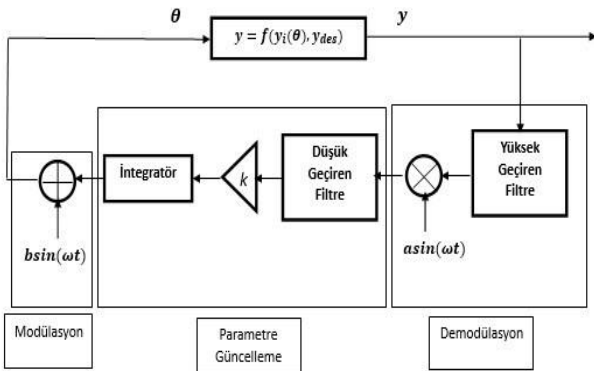 θ
y = f(yᵢ(θ), y_des)
y
İntegratör
k
Düşük
Geçiren
Filtre
Yüksek
Geçiren
Filtre
bsin(ωt)
asin(ωt)
Modülasyon
Parametre
Güncelleme
Demodülasyon